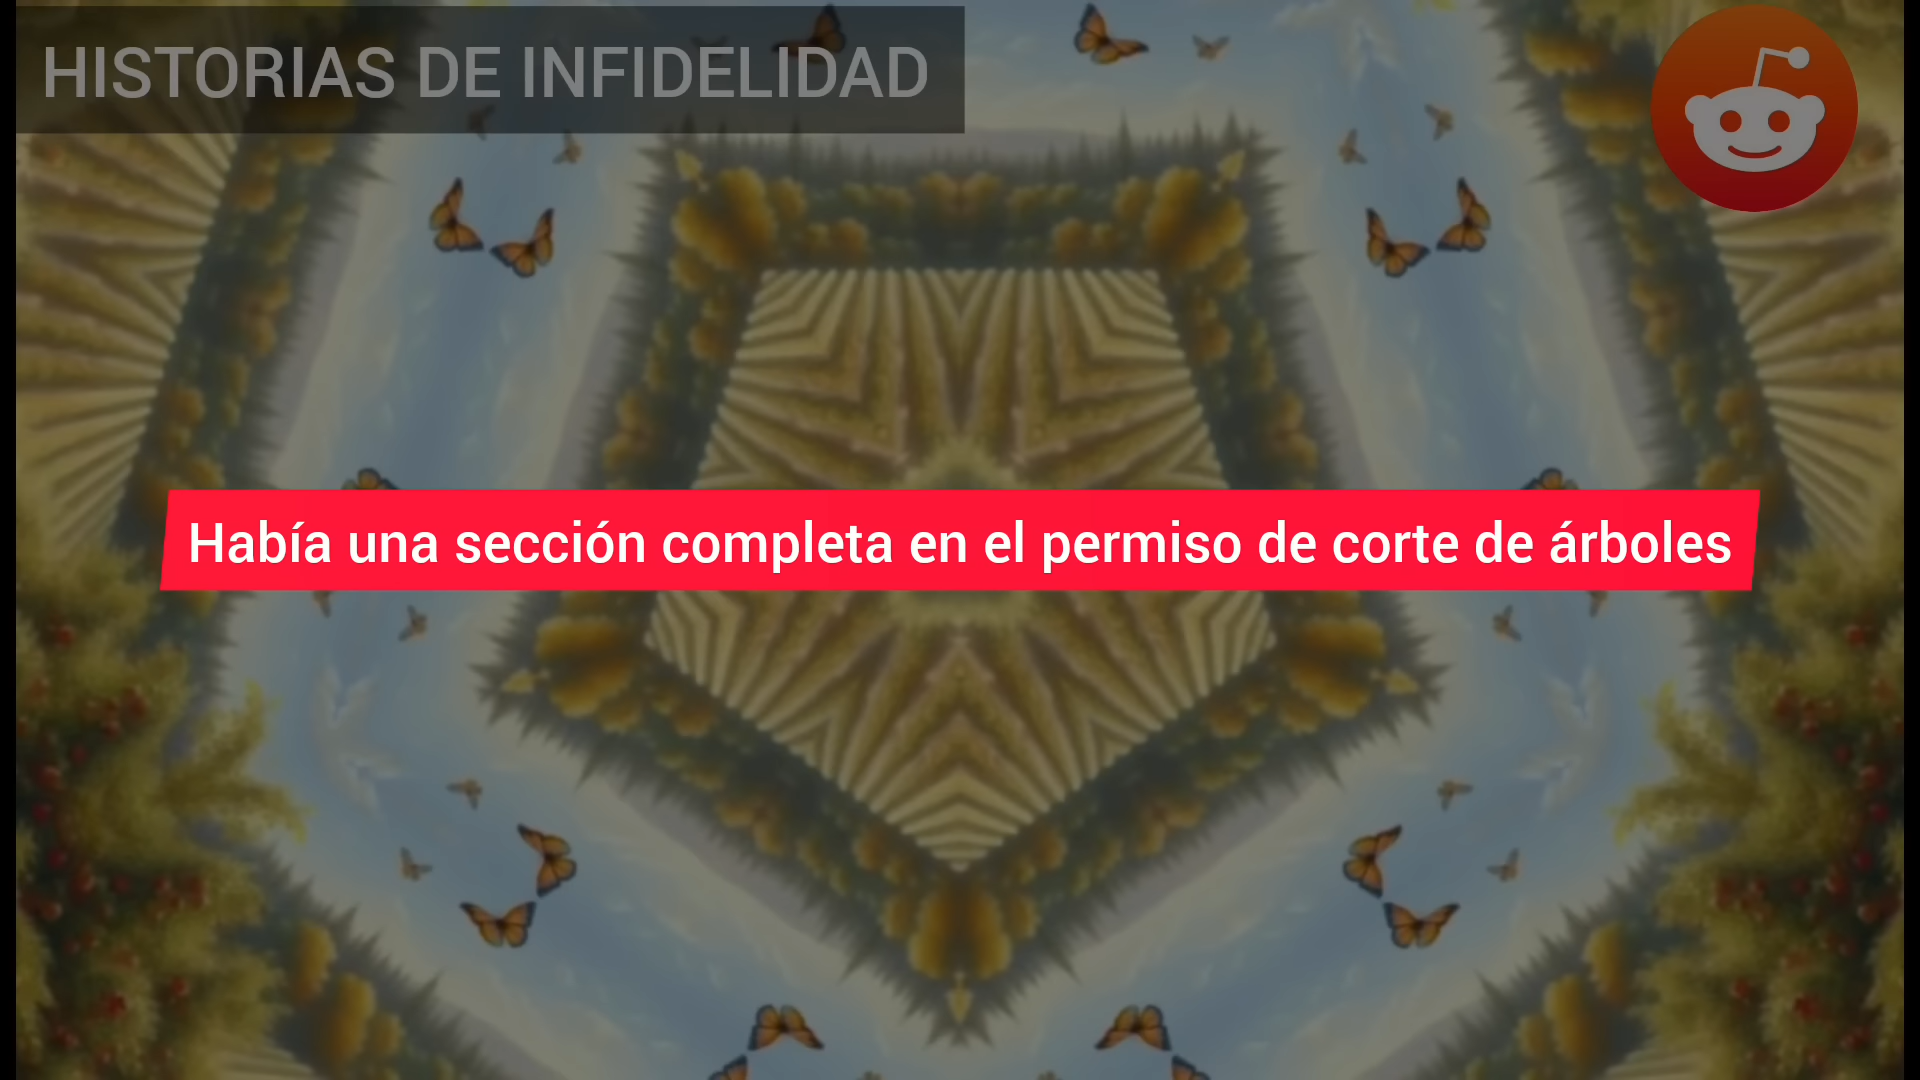 HISTORIAS DE INFIDELIDAD
Había una sección completa en el permiso de corte de árboles